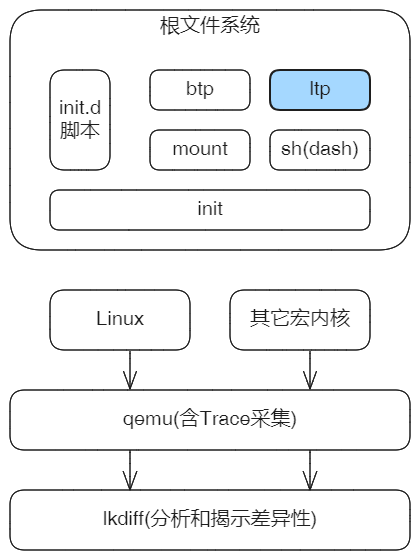 根文件系统
init.d
脚本
btp
ltp
mount
sh(dash)
init
Linux
其它宏内核
qemu(含Trace采集)
lkdiff(分析和揭示差异性)